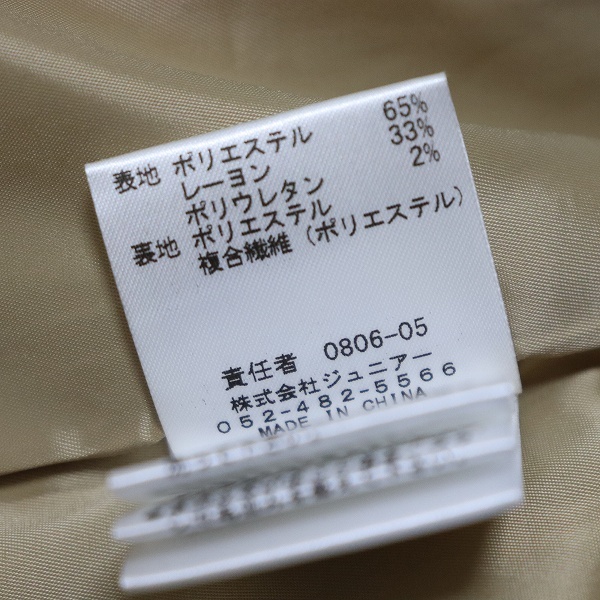 表地 ポリエステル 65%
レーヨン 33%
ポリウレタン 2%
裏地 ポリエステル
複合繊維(ポリエステル)
責任者 0806-05
株式会社ジュニアー
052-482-5566
MADE IN CHINA